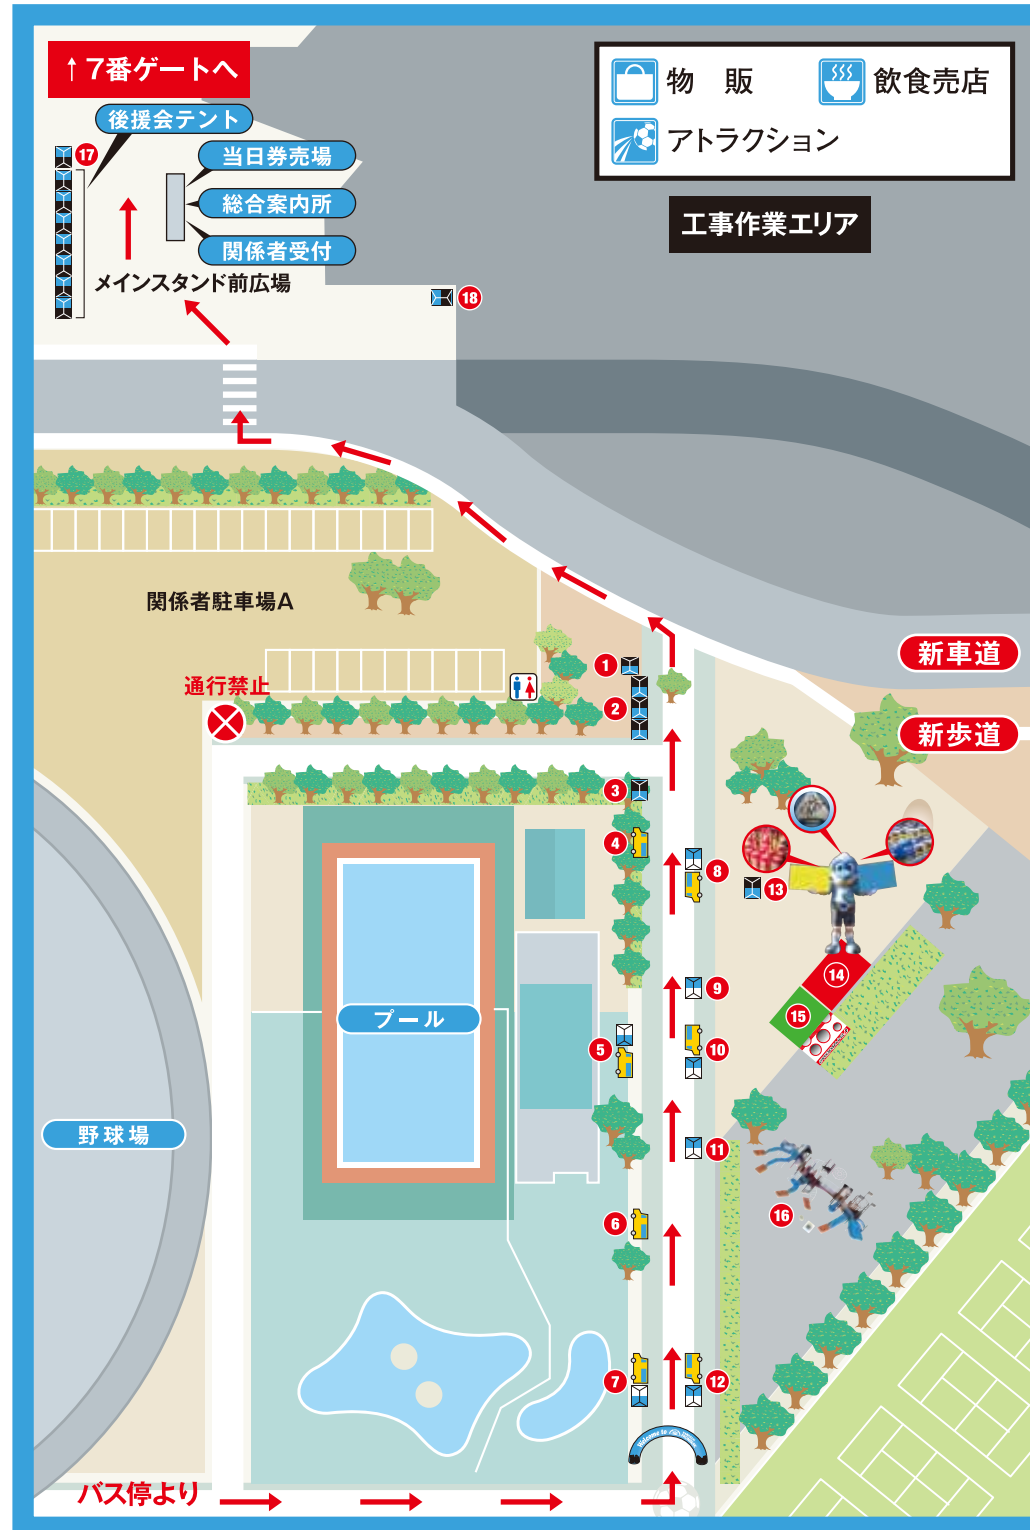 ↑7番ゲートへ
物 販
飲食売店
アトラクション
工事作業エリア
後援会テント
17
当日券売場
総合案内所
関係者受付
メインスタンド前広場
18
関係者駐車場A
通行禁止
新車道
新歩道
1
2
3
4
8
13
14
9
15
5
10
プール
11
野球場
6
16
7
12
Welcome to
バス停より